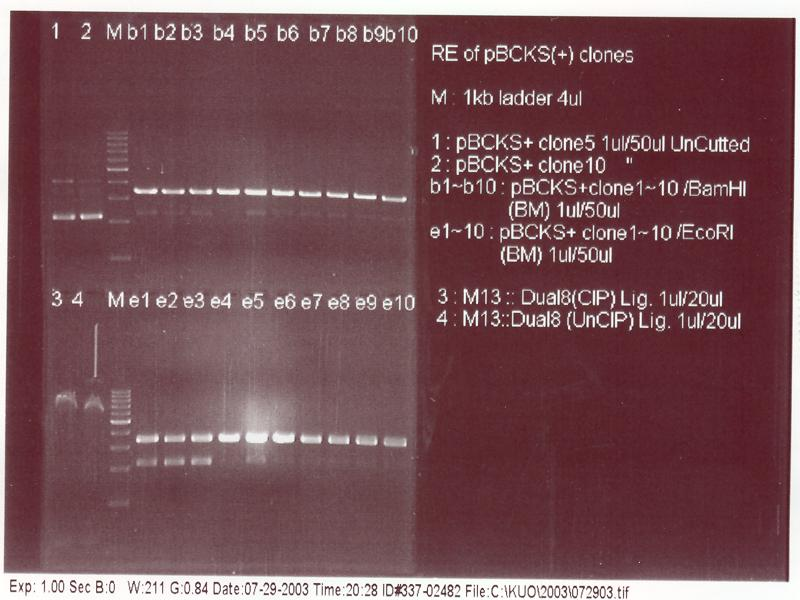 1 2 M b1 b2 b3 b4 b5 b6 b7 b8 b9 b10
RE of pBCKS(+) clones
M : 1kb ladder 4ul
1 : pBCKS+ clone5 1ul/50ul UnCutted
2 : pBCKS+ clone10 "
b1~b10 : pBCKS+clone1~10 /BamHI
(BM) 1ul/50ul
e1~10 : pBCKS+ clone1~10 /EcoRI
(BM) 1ul/50ul
3 4 M e1 e2 e3 e4 e5 e6 e7 e8 e9 e10
3 : M13 :: Dual8(CIP) Lig. 1ul/20ul
4 : M13::Dual8 (UnCIP) Lig. 1ul/20ul
Exp: 1.00 Sec B:0 W:211 G:0.84 Date:07-29-2003 Time:20:28 ID#337-02482 File:C:\KUO\2003\072903.tif